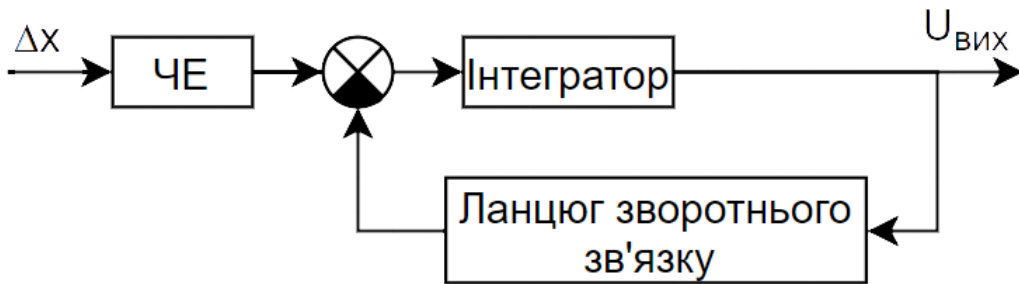 Δx
ЧЕ
Інтегратор
Uвих
Ланцюг зворотнього
зв'язку